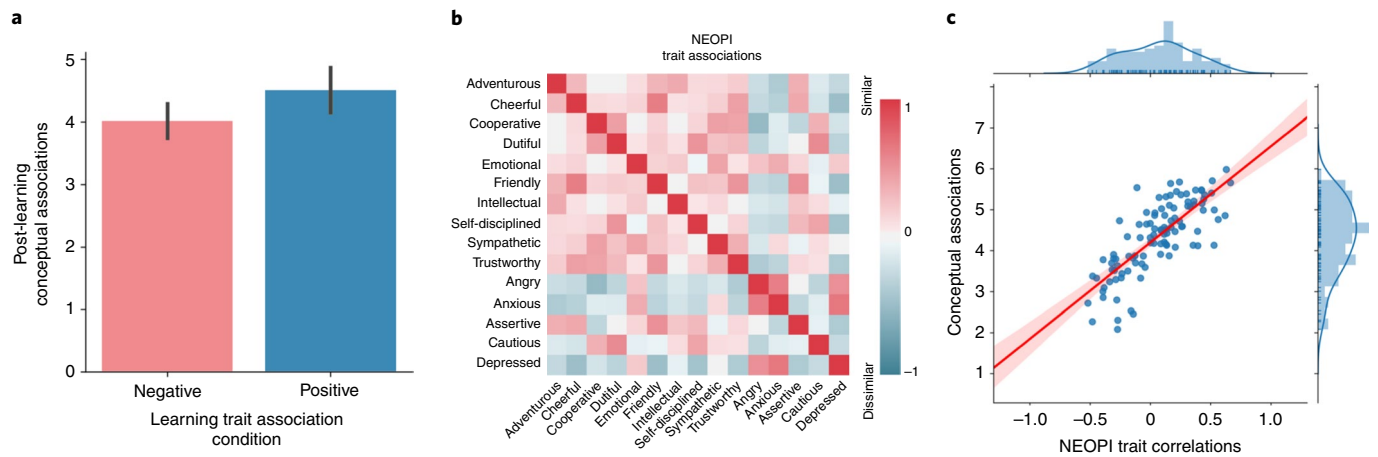 a
Post-learning
conceptual associations
5
4
3
2
1
0
Negative
Positive
Learning trait association
condition
b
NEOPI
trait associations
Adventurous
Cheerful
Cooperative
Dutiful
Emotional
Friendly
Intellectual
Self-disciplined
Sympathetic
Trustworthy
Angry
Anxious
Assertive
Cautious
Depressed
Adventurous
Cheerful
Cooperative
Dutiful
Emotional
Friendly
Intellectual
Self-disciplined
Sympathetic
Trustworthy
Angry
Anxious
Assertive
Cautious
Depressed
Similar
1
0
–1
Dissimilar
c
Conceptual associations
7
6
5
4
3
2
1
–1.0
–0.5
0
0.5
1.0
NEOPI trait correlations